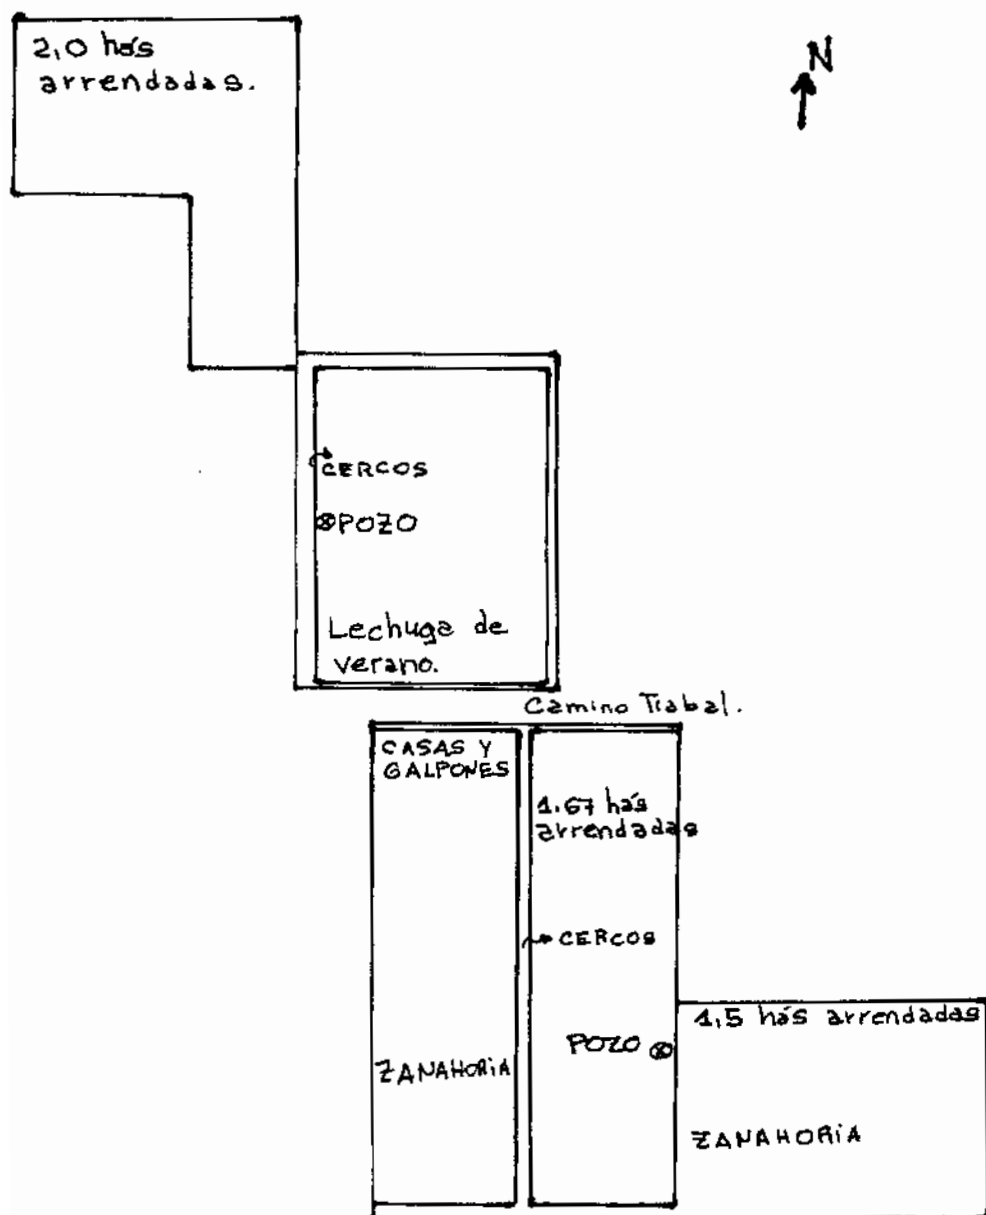 2,0 hás
arrendadas.
N
CERCOS
POZO
Lechuga de
verano.
Camino Trabal.
CASAS Y
GALPONES
1.67 hás
arrendadas
CERCOS
1,5 hás arrendadas
POZO
ZANAHORIA
ZANAHORIA